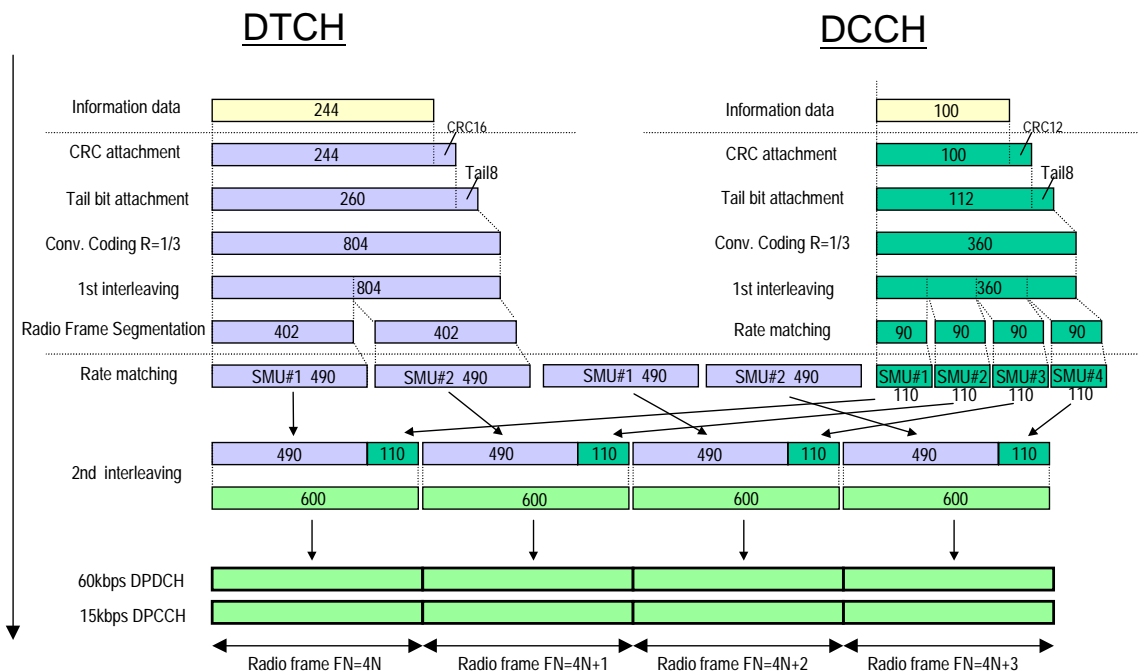 DTCH DCCH
Information data 244 Information data 100
CRC16 CRC12
CRC attachment 244 CRC attachment 100
Tail8 Tail8
Tail bit attachment 260 Tail bit attachment 112
Conv. Coding R=1/3 804 Conv. Coding R=1/3 360
1st interleaving 804 1st interleaving 360
Radio Frame Segmentation 402 402 Rate matching 90 90 90 90
Rate matching SMU#1 490 SMU#2 490 SMU#1 490 SMU#2 490 SMU#1 SMU#2 SMU#3 SMU#4
110 110 110 110
490 110 490 110 490 110 490 110
2nd interleaving
600 600 600 600
60kbps DPDCH
15kbps DPCCH
Radio frame FN=4N Radio frame FN=4N+1 Radio frame FN=4N+2 Radio frame FN=4N+3